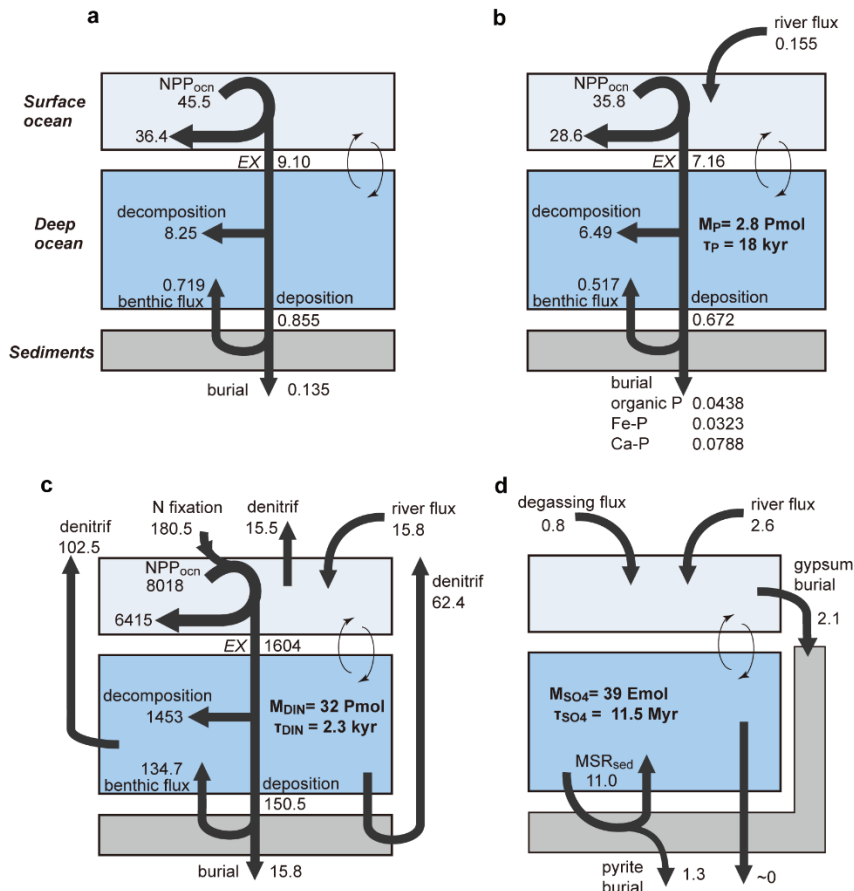 a
Surface
ocean
NPPocn
45.5
36.4
EX 9.10
Deep
ocean
decomposition
8.25
0.719
benthic flux
deposition
0.855
Sediments
burial 0.135
b
river flux
0.155
NPPocn
35.8
28.6
EX 7.16
decomposition
6.49
MP= 2.8 Pmol
τP = 18 kyr
0.517
benthic flux
deposition
0.672
burial
organic P 0.0438
Fe-P 0.0323
Ca-P 0.0788
c
denitrif
102.5
N fixation
180.5
denitrif
15.5
river flux
15.8
denitrif
62.4
NPPocn
8018
6415
EX 1604
decomposition
1453
MDIN= 32 Pmol
τDIN = 2.3 kyr
134.7
benthic flux
deposition
150.5
burial 15.8
d
degassing flux
0.8
river flux
2.6
gypsum
burial
2.1
MSO4= 39 Emol
τSO4 = 11.5 Myr
MSRsed
11.0
pyrite
burial
1.3
~0